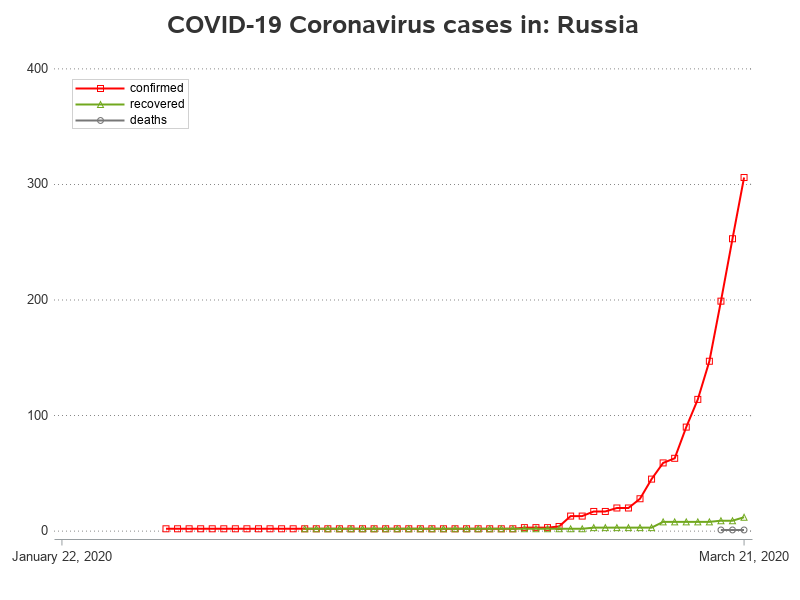 COVID-19 Coronavirus cases in: Russia
400
confirmed
recovered
deaths
300
200
100
0
January 22, 2020
March 21, 2020